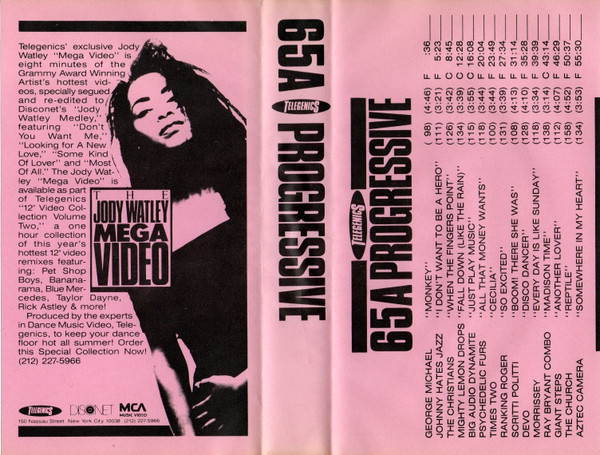 Telegenics' exclusive Jody
Watley "Mega Video" is
eight minutes of the
Grammy Award Winning
Artist's hottest vid-
eos, specially segued
and re-edited to
Disconet's "Jody
Watley Medley,"
featuring "Don't
You Want Me,"
"Looking for A New
Love," "Some Kind
Of Lover" and "Most
Of All." The Jody Wat-
ley "Mega Video" is
available as part
of Telegenics
"12' Video Col-
lection Volume
Two," a one
hour collection
of this year's
hottest 12" video
remixes featur-
ing: Pet Shop
Boys, Banana-
rama, Blue Mer-
cedes, Taylor Dayne,
Rick Astley & more!
Produced by the experts
in Dance Music Video, Tele-
genics, to keep your dance
floor hot all summer! Order
this Special Collection Now!
(212) 227-5966
THE
JODY WATLEY
MEGA
VIDEO
TELEGENICS
DISCONET
MCA
MUSIC VIDEO
150 Nassau Street New York City 10038 (212) 227-5966
65A TELEGENICS PROGRESSIVE
TELEGENICS
65A PROGRESSIVE
GEORGE MICHAEL "MONKEY" ( 98) (4:46) F :36
JOHNNY HATES JAZZ "I DON'T WANT TO BE A HERO" (111) (3:21) F 5:23
THE CHRISTIANS "WHEN THE FINGERS POINT" (126) (3:32) C 8:45
MIGHTY LEMON DROPS "FALL DOWN (LIKE THE RAIN) (134) (3:39) C 12:28
BIG AUDIO DYNAMITE "JUST PLAY MUSIC" (115) (3:55) C 16:08
PSYCHEDELIC FURS "ALL THAT MONEY WANTS" (118) (3:44) F 20:04
TIMES TWO "CECILIA" (100) (3:44) F 23:49
RANKING ROGER "SO EXCITED" (131) (3:39) F 27:34
SCRITTI POLITTI "BOOM! THERE SHE WAS" (108) (4:13) F 31:14
DEVO "DISCO DANCER" (128) (4:10) F 35:28
MORRISSEY "EVERY DAY IS LIKE SUNDAY" (118) (3:34) F 39:39
RAY BRYANT COMBO "MADISON TIME" (138) (3:14) C 43:14
GIANT STEPS "ANOTHER LOVER" (112) (4:07) F 46:29
THE CHURCH "REPTILE" (158) (4:52) F 50:37
AZTEC CAMERA "SOMEWHERE IN MY HEART" (134) (3:53) F 55:30